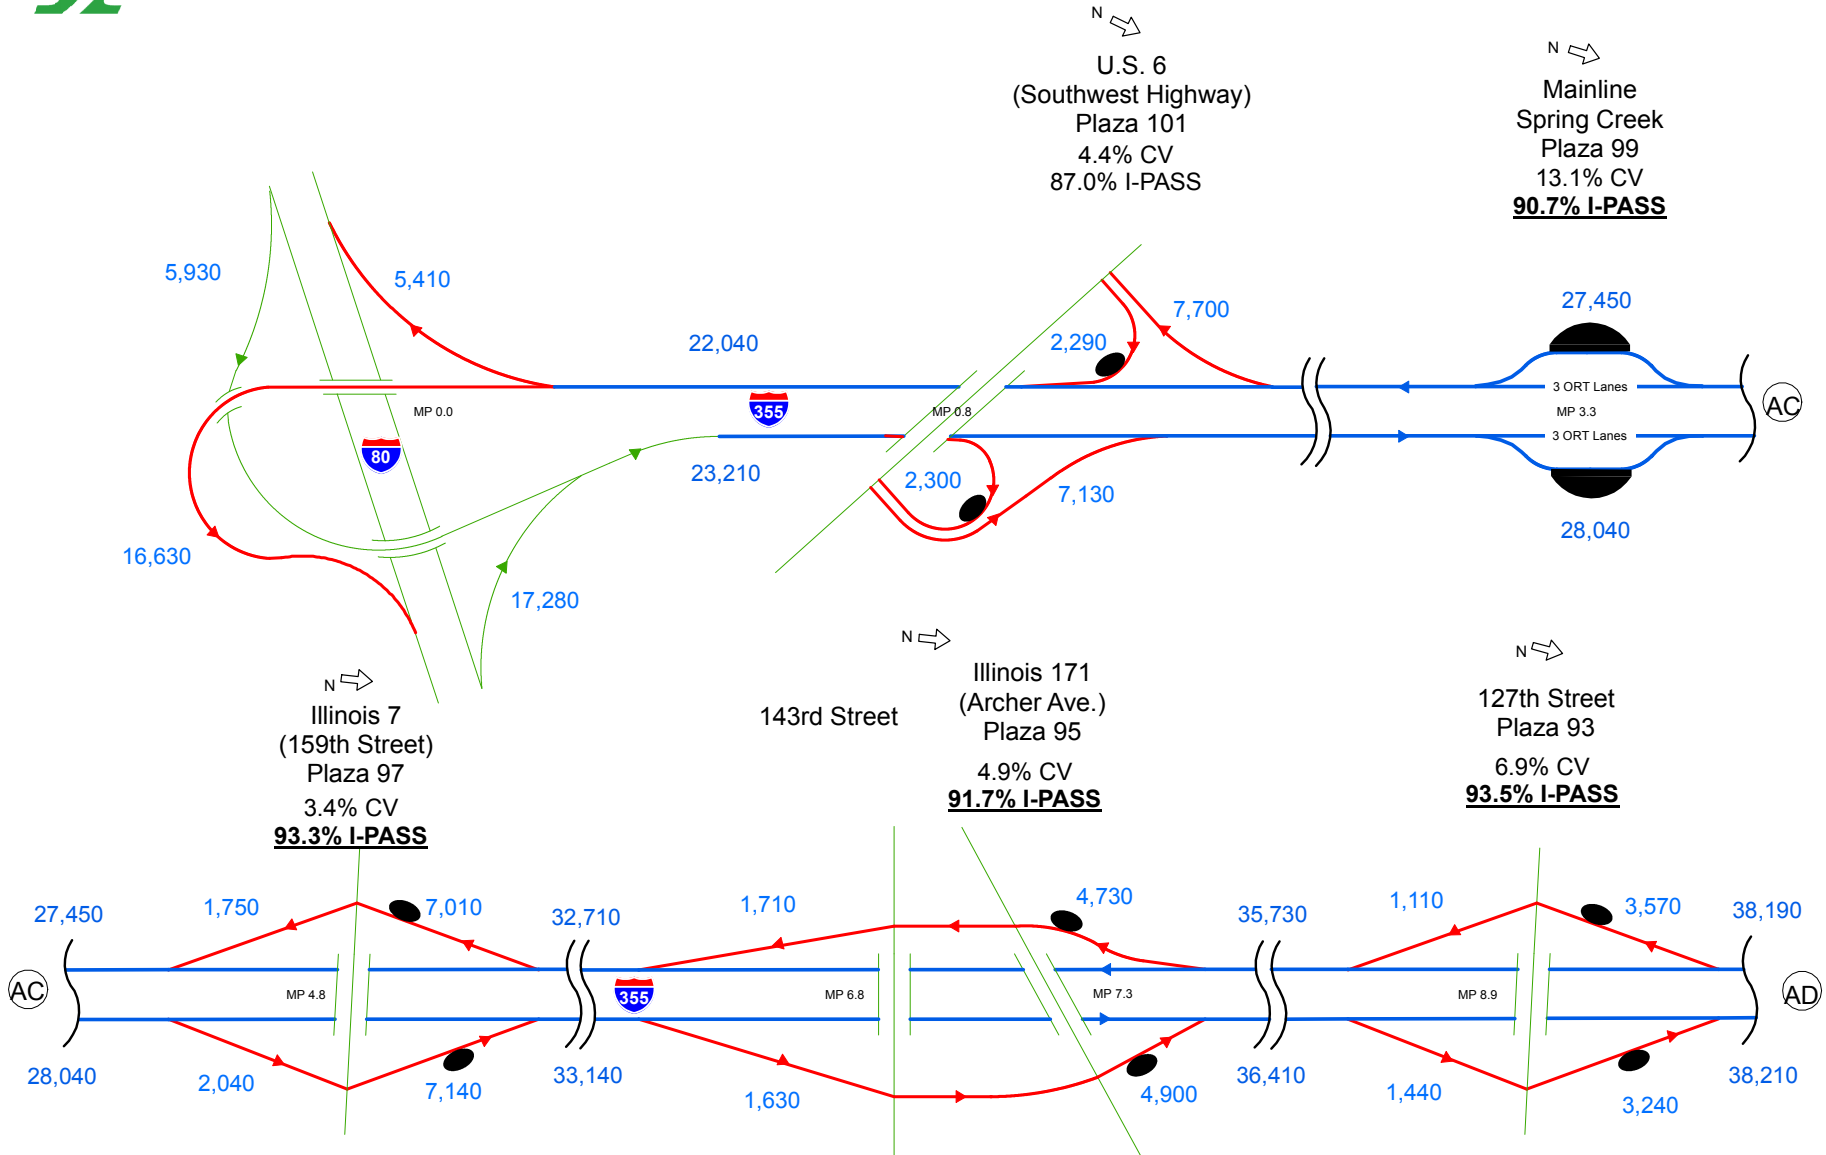 N
U.S. 6
(Southwest Highway)
Plaza 101
4.4% CV
87.0% I-PASS
N
Mainline
Spring Creek
Plaza 99
13.1% CV
90.7% I-PASS
5,930
5,410
22,040
2,290
7,700
27,450
MP 0.0
355
MP 0.8
3 ORT Lanes
MP 3.3
3 ORT Lanes
AC
80
23,210
2,300
7,130
28,040
16,630
17,280
N
Illinois 7
(159th Street)
Plaza 97
3.4% CV
93.3% I-PASS
143rd Street
N
Illinois 171
(Archer Ave.)
Plaza 95
4.9% CV
91.7% I-PASS
N
127th Street
Plaza 93
6.9% CV
93.5% I-PASS
27,450
1,750
7,010
32,710
1,710
4,730
35,730
1,110
3,570
38,190
AC
MP 4.8
355
MP 6.8
MP 7.3
MP 8.9
AD
28,040
2,040
7,140
33,140
1,630
4,900
36,410
1,440
3,240
38,210